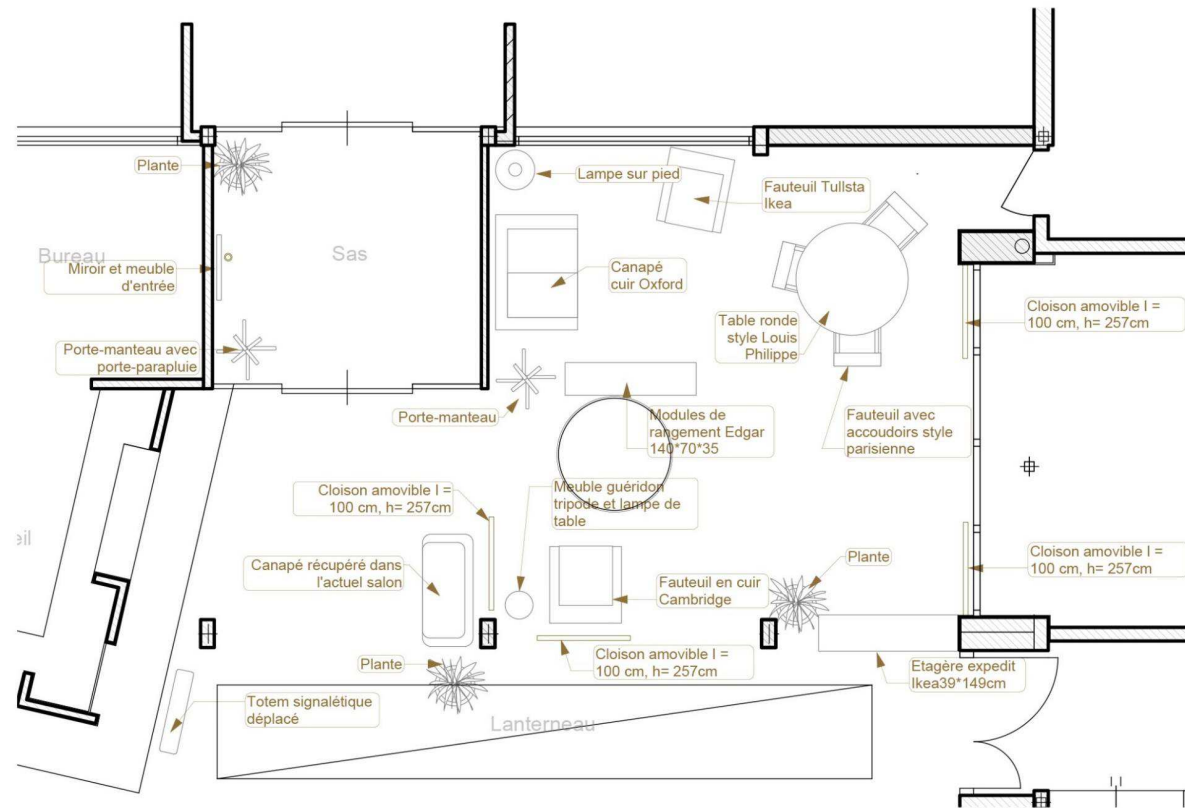 Plante
Bureau
Miroir et meuble
d'entrée
Sas
Porte-manteau avec
porte-parapluie
Lampe sur pied
Fauteuil Tullsta
Ikea
Canapé
cuir Oxford
Table ronde
style Louis
Philippe
Cloison amovible l =
100 cm, h= 257cm
Porte-manteau
Modules de
rangement Edgar
140*70*35
Fauteuil avec
accoudoirs style
parisienne
Cloison amovible l =
100 cm, h= 257cm
Meuble guéridon
tripode et lampe de
table
eil
Canapé récupéré dans
l'actuel salon
Fauteuil en cuir
Cambridge
Plante
Cloison amovible l =
100 cm, h= 257cm
Plante
Cloison amovible l =
100 cm, h= 257cm
Etagère expedit
Ikea39*149cm
Totem signalétique
déplacé
Lanterneau